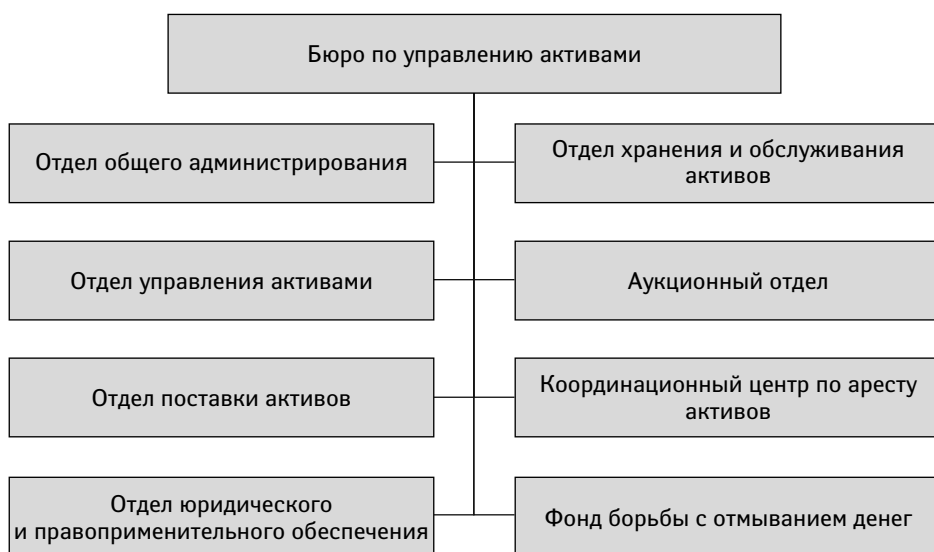 Бюро по управлению активами
Отдел общего администрирования
Отдел хранения и обслуживания
активов
Отдел управления активами
Аукционный отдел
Отдел поставки активов
Координационный центр по аресту
активов
Отдел юридического
и правоприменительного обеспечения
Фонд борьбы с отмыванием денег